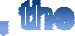 , the